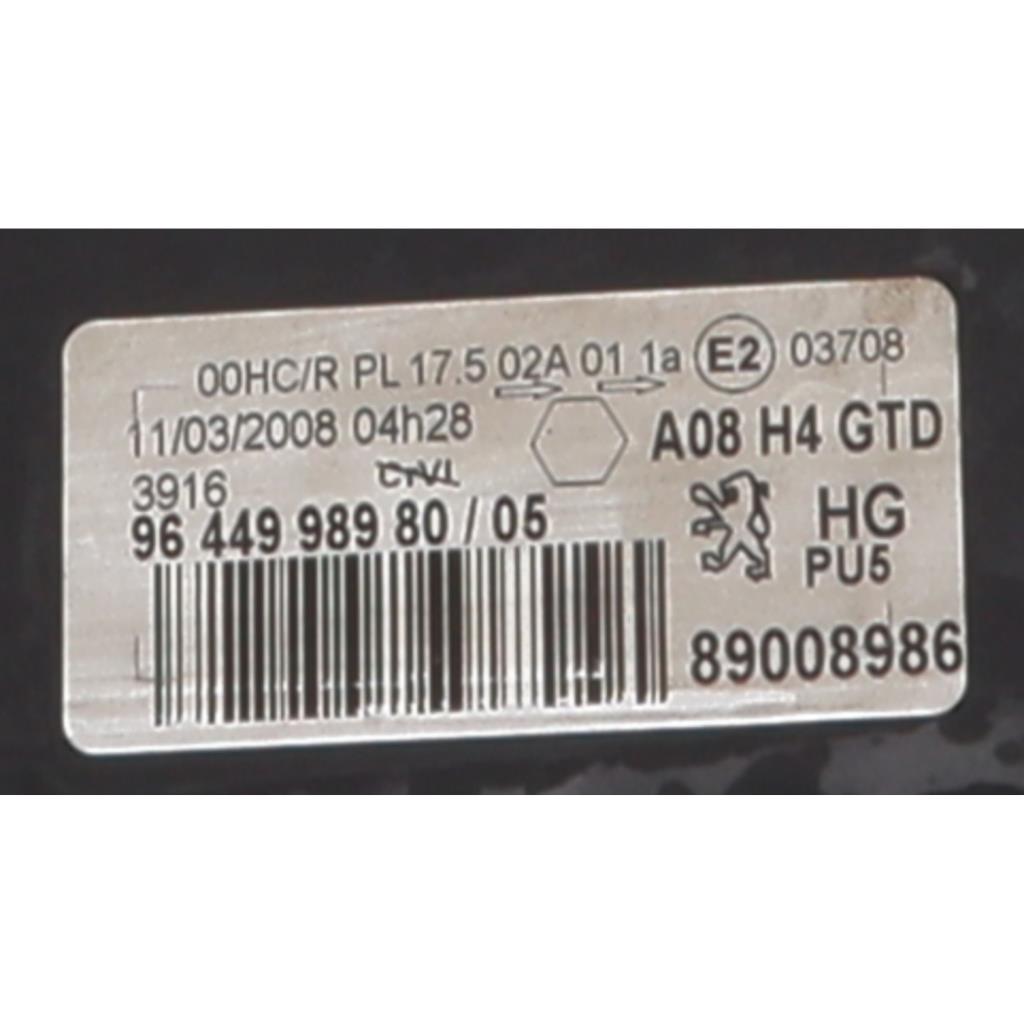 00HC/R PL 17.5 02A 01 1a E2 03708
11/03/2008 04h28
A08 H4 GTD
3916
96 449 989 80 / 05
HG
PU5
89008986